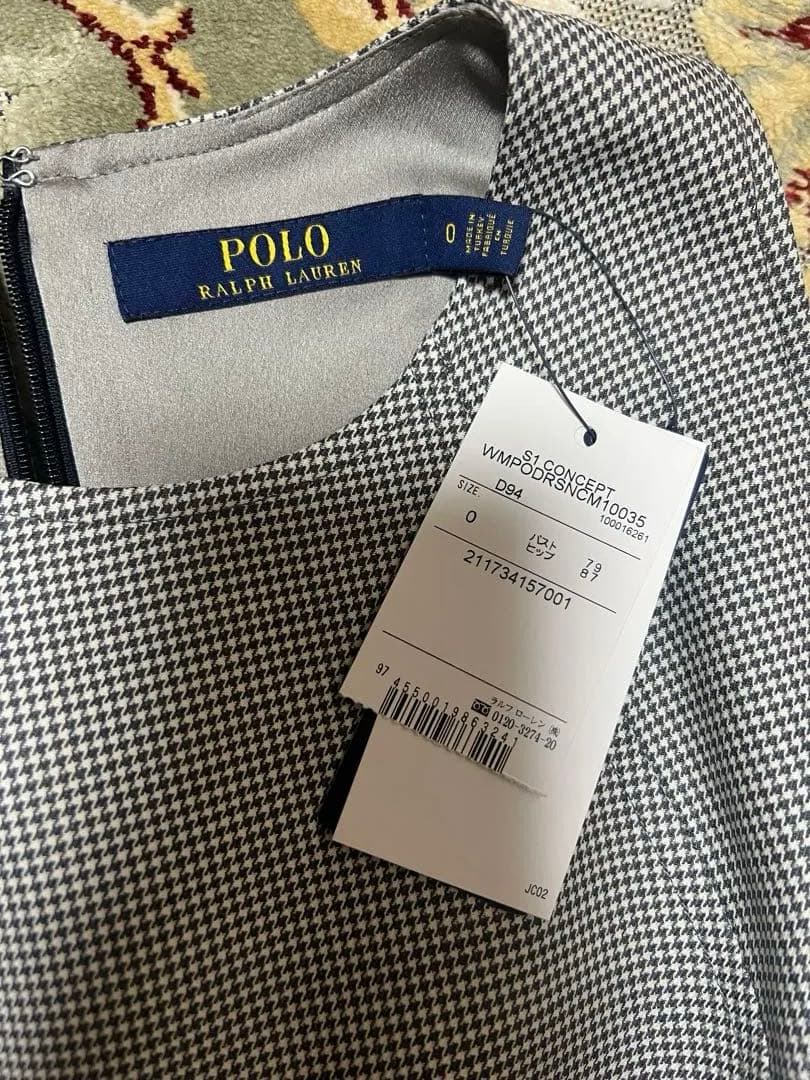 POLO
RALPH LAUREN
0
MADE IN
TURKEY
FABRIQUÉ
EN
TURQUIE
S1 CONCEPT
WMPODRSNCM10035
100016261
D94
SIZE.
0
バスト 79
ヒップ 87
211734157001
97
4550019863241
ラルフ ローレン (株)
0120-3274-20
JC02